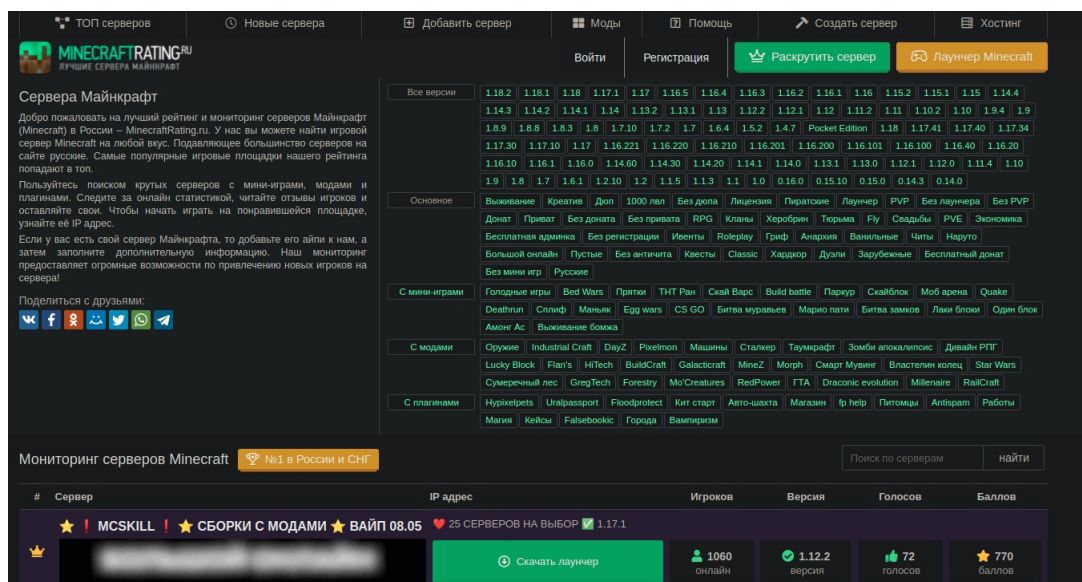 ТОП серверов Новые сервера Добавить сервер Моды Помощь Создать сервер Хостинг
MINECRAFTRATING RU
ЛУЧШИЕ СЕРВЕРА МАЙНКРАФТ
Войти Регистрация Раскрутить сервер Лаунчер Minecraft
Сервера Майнкрафт
Добро пожаловать на лучший рейтинг и мониторинг серверов Майнкрафт
(Minecraft) в России – MinecraftRating.ru. У нас вы можете найти игровой
сервер Minecraft на любой вкус. Подавляющее большинство серверов на
сайте русские. Самые популярные игровые площадки нашего рейтинга
попадают в топ.
Пользуйтесь поиском крутых серверов с мини-играми, модами и
плагинами. Следите за онлайн статистикой, читайте отзывы игроков и
оставляйте свои. Чтобы начать играть на понравившейся площадке,
узнайте её IP адрес.
Если у вас есть свой сервер Майнкрафта, то добавьте его айпи к нам, а
затем заполните дополнительную информацию. Наш мониторинг
предоставляет огромные возможности по привлечению новых игроков на
сервера!
Поделиться с друзьями:
Все версии 1.18.2 1.18.1 1.18 1.17.1 1.17 1.16.5 1.16.4 1.16.3 1.16.2 1.16.1 1.16 1.15.2 1.15.1 1.15 1.14.4
1.14.3 1.14.2 1.14.1 1.14 1.13.2 1.13.1 1.13 1.12.2 1.12.1 1.12 1.11.2 1.11 1.10.2 1.10 1.9.4 1.9
1.8.9 1.8.8 1.8.3 1.8 1.7.10 1.7.2 1.7 1.6.4 1.5.2 1.4.7 Pocket Edition 1.18 1.17.41 1.17.40 1.17.34
1.17.30 1.17.10 1.17 1.16.221 1.16.220 1.16.210 1.16.201 1.16.200 1.16.101 1.16.100 1.16.40 1.16.20
1.16.10 1.16.1 1.16.0 1.14.60 1.14.30 1.14.20 1.14.1 1.14.0 1.13.1 1.13.0 1.12.1 1.12.0 1.11.4 1.10
1.9 1.8 1.7 1.6.1 1.2.10 1.2 1.1.5 1.1.3 1.1 1.0 0.16.0 0.15.10 0.15.0 0.14.3 0.14.0
Основное Выживание Креатив Дюп 1000 лвл Без дюпа Лицензия Пиратские Лаунчер PVP Без лаунчера Без PVP
Донат Приват Без доната Без привата RPG Кланы Херобрин Тюрьма Fly Свадьбы PVE Экономика
Бесплатная админка Без регистрации Ивенты Roleplay Гриф Анархия Ванильные Читы Наруто
Большой онлайн Пустые Без античита Квесты Classic Хардкор Дуэли Зарубежные Бесплатный донат
Без мини игр Русские
С мини-играми Голодные игры Bed Wars Прятки ТНТ Ран Скай Варс Build battle Паркур Скайблок Моб арена Quake
Deathrun Сплиф Маньяк Egg wars CS GO Битва муравьев Марио пати Битва замков Лаки блоки Один блок
Амонг Ас Выживание бомжа
С модами Оружие Industrial Craft DayZ Pixelmon Машины Сталкер Таумкрафт Зомби апокалипсис Дивайн РПГ
Lucky Block Flan's HiTech BuildCraft Galacticraft MineZ Morph Смарт Мувинг Властелин колец Star Wars
Сумеречный лес GregTech Forestry Mo'Creatures RedPower ГТА Draconic evolution Millenaire RailCraft
С плагинами Hypixelpets Uralpassport Floodprotect Кит старт Авто-шахта Магазин fp help Питомцы Antispam Работы
Магия Кейсы Falsebookic Города Вампиризм
Мониторинг серверов Minecraft №1 в России и СНГ Поиск по серверам найти
# Сервер IP адрес Игроков Версия Голосов Баллов
⭐❗ MCSKILL ❗⭐ СБОРКИ С МОДАМИ ⭐ ВАЙП 08.05 ❤️ 25 СЕРВЕРОВ НА ВЫБОР ✅ 1.17.1
Скачать лаунчер 1060 1.12.2 72 770
онлайн версия голосов баллов